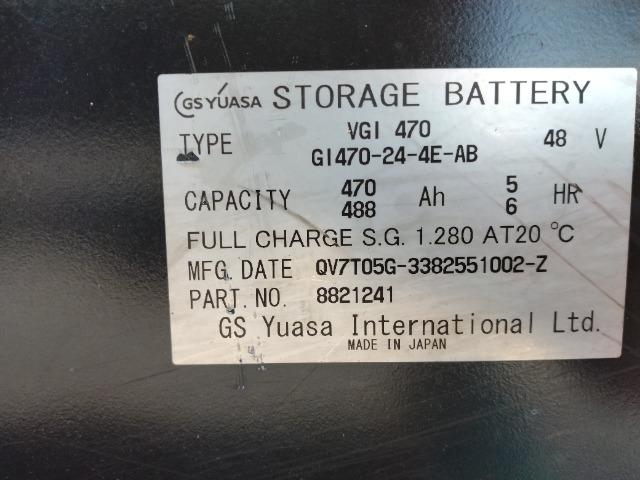 GS YUASA STORAGE BATTERY
TYPE VGI 470 48 V
GI470-24-4E-AB
CAPACITY 470 Ah 5 HR
488 6
FULL CHARGE S.G. 1.280 AT20 ℃
MFG. DATE QV7T05G-3382551002-Z
PART. NO. 8821241
GS Yuasa International Ltd.
MADE IN JAPAN